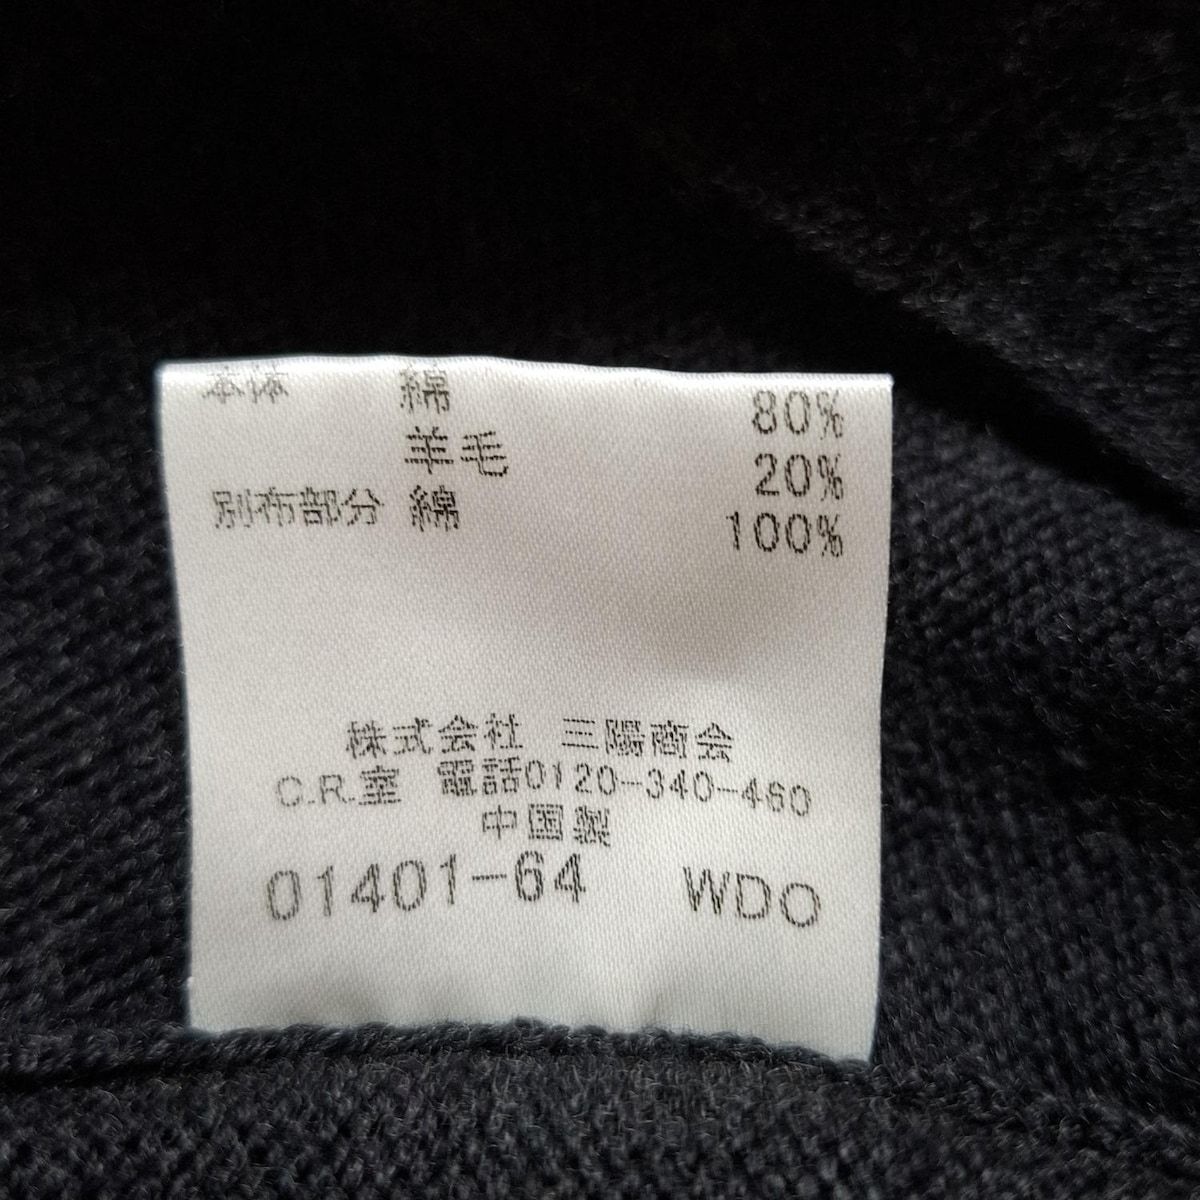 本体 綿 80%
羊毛 20%
別布部分 綿 100%
株式会社 三陽商会
C.R.室 電話0120-340-460
中国製
01401-64 WDO